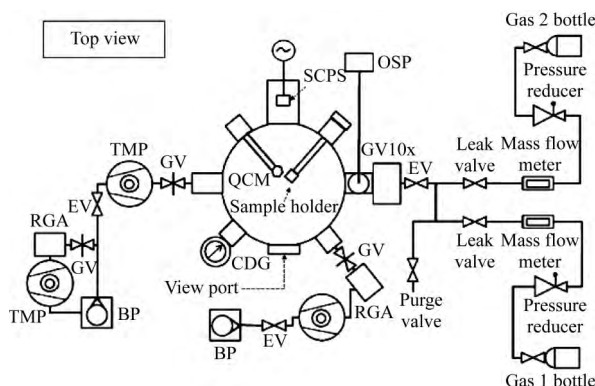 Top view
Gas 2 bottle
SCPS
OSP
Pressure
reducer
TMP
GV
QCM
Sample holder
GV10x
EV
Leak
valve
Mass flow
meter
EV
RGA
GV
CDG
View port
GV
Leak
valve
Mass flow
meter
TMP
BP
BP
EV
RGA
Purge
valve
Pressure
reducer
Gas 1 bottle